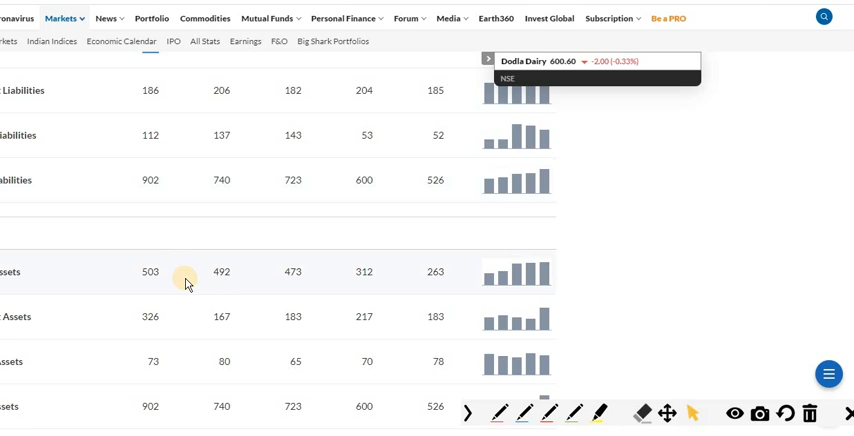 ronavirus Markets News Portfolio Commodities Mutual Funds Personal Finance Forum Media Earth360 Invest Global Subscription Be a PRO
rkets Indian Indices Economic Calendar IPO All Stats Earnings F&O Big Shark Portfolios
Dodla Dairy 600.60 -2.00 (-0.33%)
NSE
: Liabilities 186 206 182 204 185
iabilities 112 137 143 53 52
abilities 902 740 723 600 526
ssets 503 492 473 312 263
: Assets 326 167 183 217 183
ssets 73 80 65 70 78
sets 902 740 723 600 526